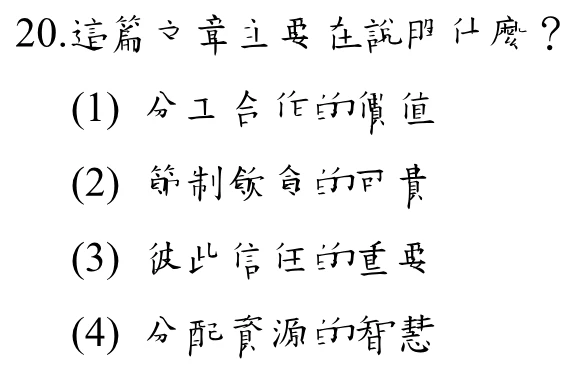 20.這篇文章主要在說明什麼？
(1) 分工合作的價值
(2) 節制飲食的可貴
(3) 彼此信任的重要
(4) 分配資源的智慧